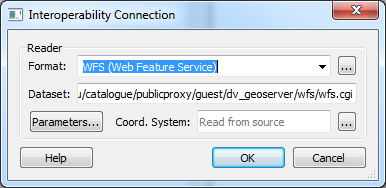 Interoperability Connection
Reader
Format: WFS (Web Feature Service) ...
Dataset: u/catalogue/publicproxy/guest/dv_geoserver/wfs/wfs.cgi ...
Parameters... Coord. System: Read from source ...
Help OK Cancel